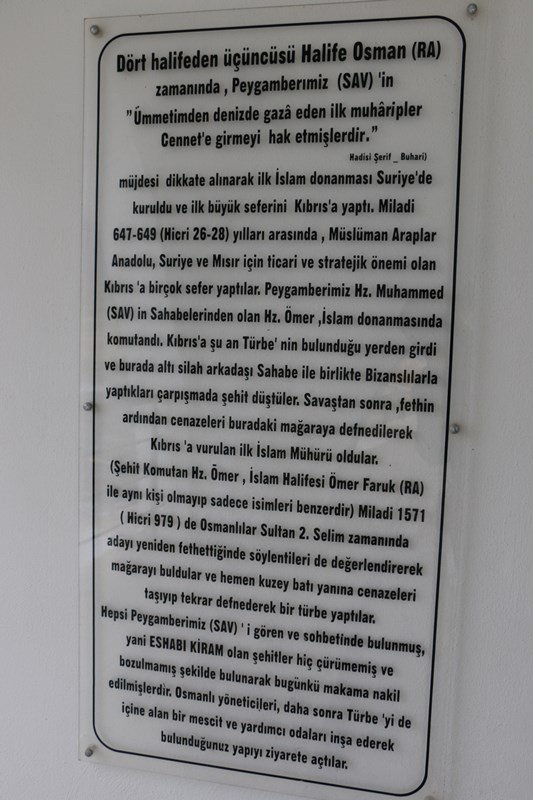 Dört halifeden üçüncüsü Halife Osman (RA)
zamanında , Peygamberımiz (SAV) 'in
"Ümmetimden denizde gazâ eden ilk muhâripler
Cennet'e girmeyi hak etmişlerdir."
Hadisi Şerif _ Buhari)
müjdesi dikkate alınarak ilk İslam donanması Suriye'de
kuruldu ve ilk büyük seferini Kıbrıs'a yaptı. Miladi
647-649 (Hicri 26-28) yılları arasında , Müslüman Araplar
Anadolu, Suriye ve Mısır için ticari ve stratejik önemi olan
Kıbrıs 'a birçok sefer yaptılar. Peygamberimiz Hz. Muhammed
(SAV) in Sahabelerinden olan Hz. Ömer ,İslam donanmasında
komutandı. Kıbrıs'a şu an Türbe' nin bulunduğu yerden girdi
ve burada altı silah arkadaşı Sahabe ile birlikte Bizanslılarla
yaptıkları çarpışmada şehit düştüler. Savaştan sonra ,fethin
ardından cenazeleri buradaki mağaraya defnedilerek
Kıbrıs 'a vurulan ilk İslam Mühürü oldular.
(Şehit Komutan Hz. Ömer , İslam Halifesi Ömer Faruk (RA)
ile aynı kişi olmayıp sadece isimleri benzerdir) Miladi 1571
( Hicri 979 ) de Osmanlılar Sultan 2. Selim zamanında
adayı yeniden fethettiğinde söylentileri de değerlendirerek
mağarayı buldular ve hemen kuzey batı yanına cenazeleri
taşıyıp tekrar defnederek bir türbe yaptılar.
Hepsi Peygamberimiz (SAV) ' i gören ve sohbetinde bulunmuş,
yani ESHABI KİRAM olan şehitler hiç çürümemiş ve
bozulmamış şekilde bulunarak bugünkü makama nakil
edilmişlerdir. Osmanlı yöneticileri, daha sonra Türbe 'yi de
içine alan bir mescit ve yardımcı odaları inşa ederek
bulunduğunuz yapıyı ziyarete açtılar.